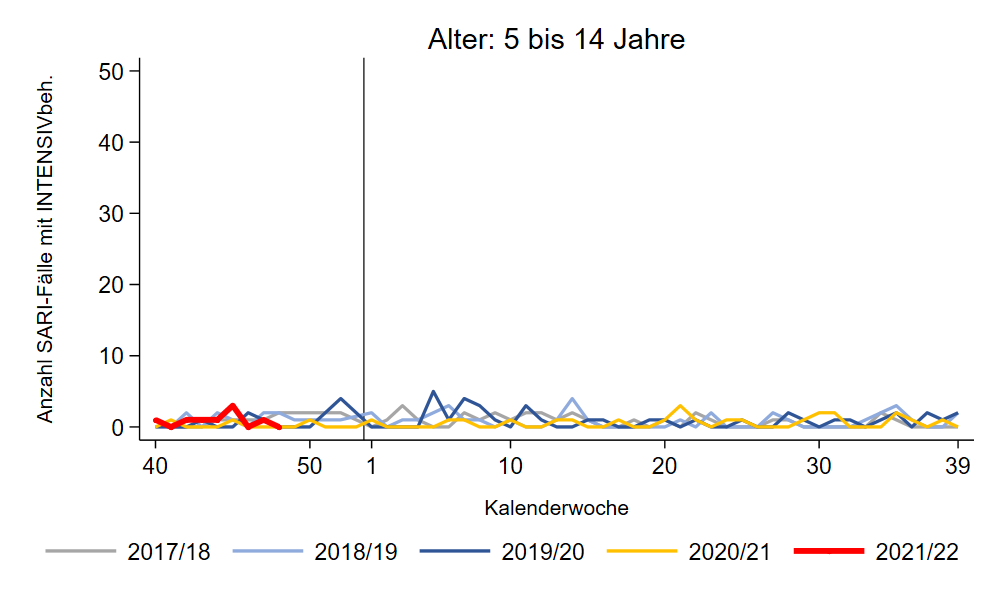 Alter: 5 bis 14 Jahre
Anzahl SARI-Fälle mit INTENSIVbeh.
50
40
30
20
10
0
40 50 1 10 20 30 39
Kalenderwoche
2017/18 2018/19 2019/20 2020/21 2021/22